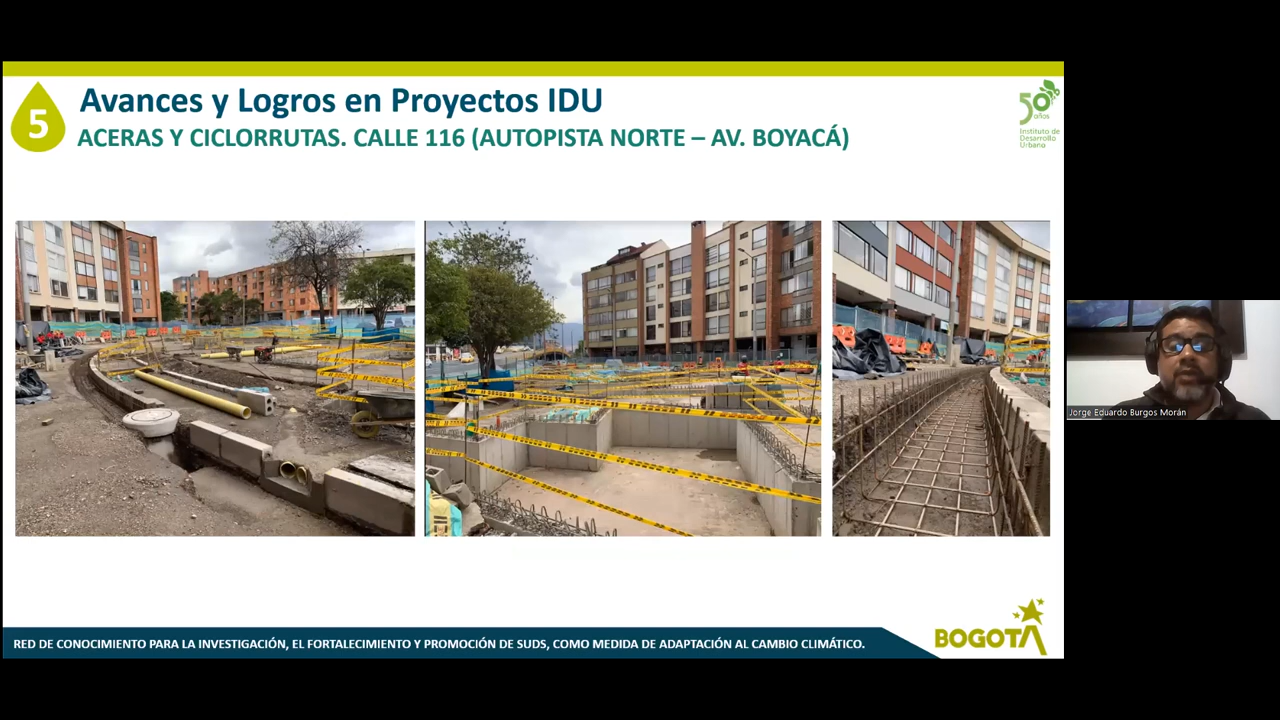 5
Avances y Logros en Proyectos IDU
ACERAS Y CICLORRUTAS. CALLE 116 (AUTOPISTA NORTE – AV. BOYACÁ)
50
años
Instituto de
Desarrollo
Urbano
Jorge Eduardo Burgos Morán
RED DE CONOCIMIENTO PARA LA INVESTIGACIÓN, EL FORTALECIMIENTO Y PROMOCIÓN DE SUDS, COMO MEDIDA DE ADAPTACIÓN AL CAMBIO CLIMÁTICO.
BOGOTÁ